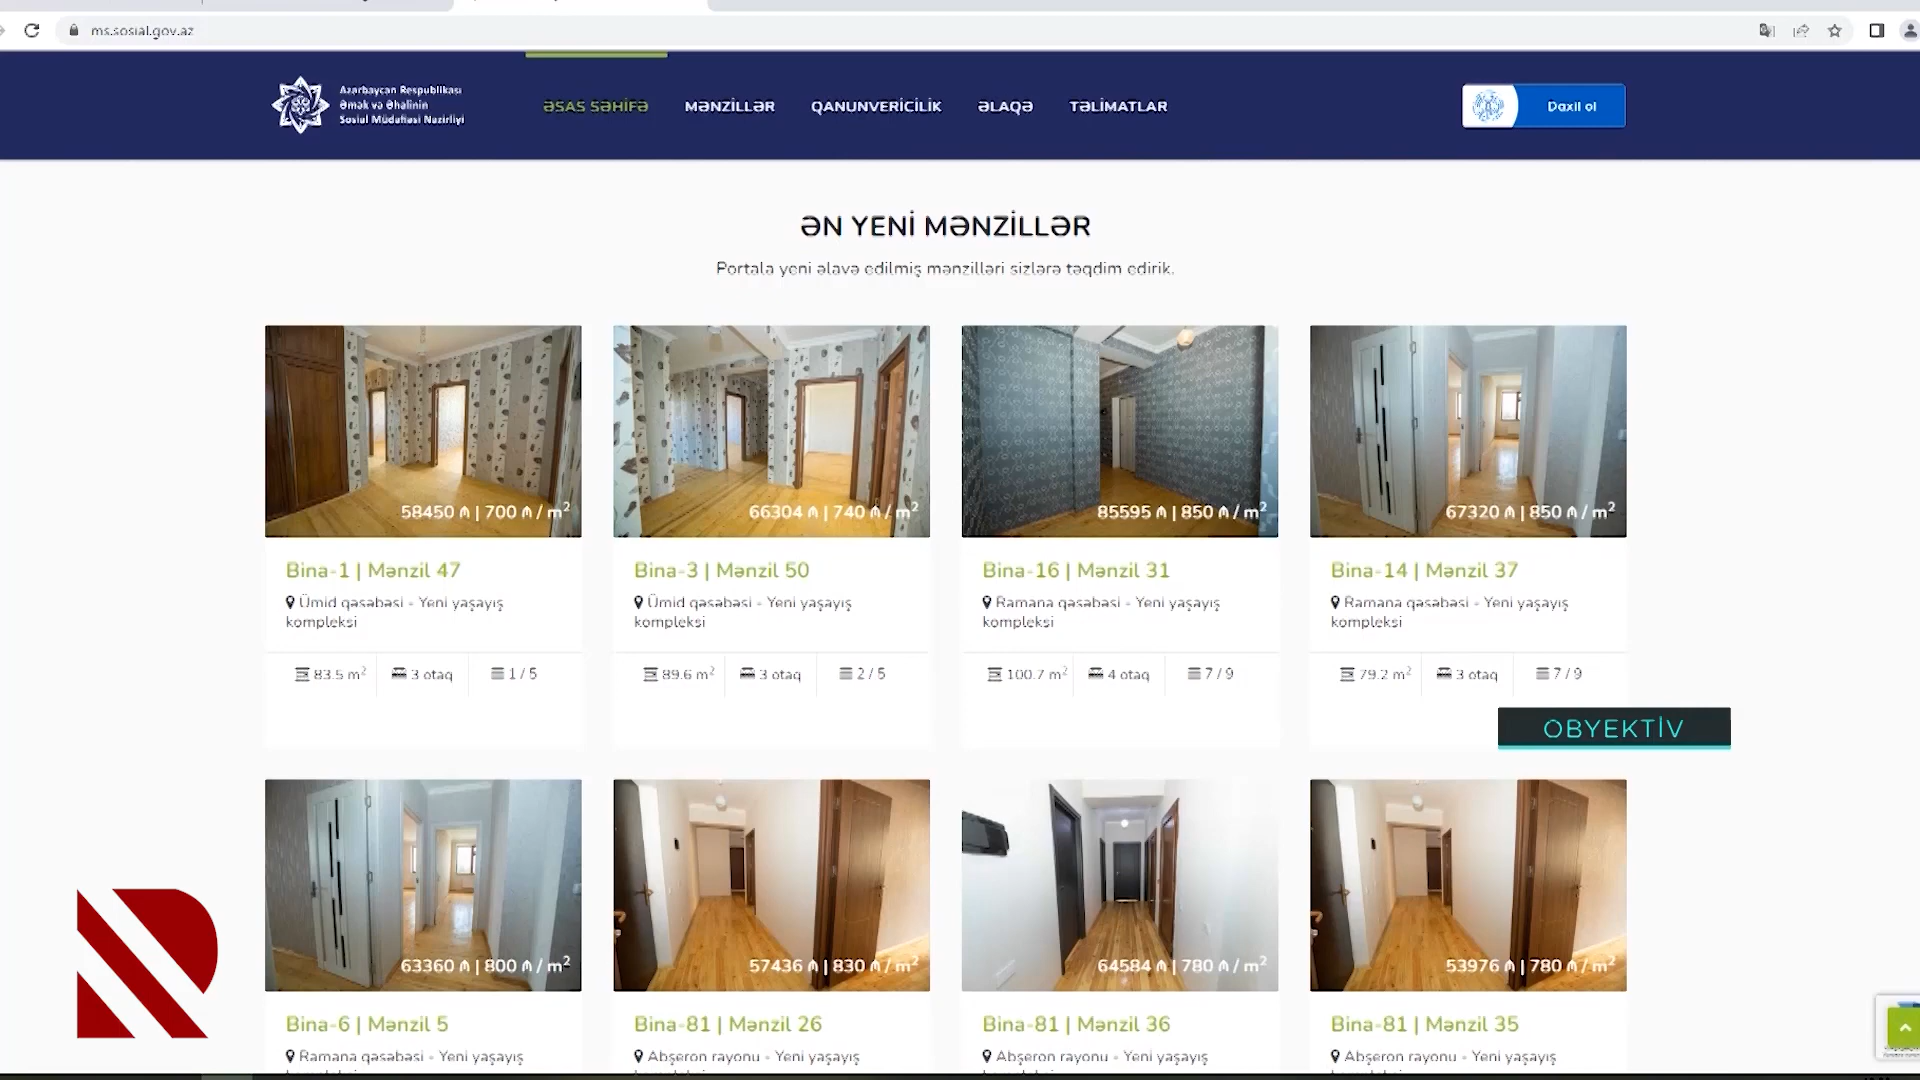 ms.sosial.gov.az
Azərbaycan Respublikası
Əmək və Əhalinin
Sosial Müdafiəsi Nazirliyi
ƏSAS SƏHİFƏ
MƏNZİLLƏR
QANUNVERİCİLİK
ƏLAQƏ
TƏLİMATLAR
Daxil ol
ƏN YENİ MƏNZİLLƏR
Portala yeni əlavə edilmiş mənzilləri sizlərə təqdim edirik.
58450 ₼ | 700 ₼ / m²
66304 ₼ | 740 ₼ / m²
85595 ₼ | 850 ₼ / m²
67320 ₼ | 850 ₼ / m²
Bina-1 | Mənzil 47
Ümid qəsəbəsi - Yeni yaşayış
kompleksi
83.5 m² 3 otaq 1 / 5
Bina-3 | Mənzil 50
Ümid qəsəbəsi - Yeni yaşayış
kompleksi
89.6 m² 3 otaq 2 / 5
Bina-16 | Mənzil 31
Ramana qəsəbəsi - Yeni yaşayış
kompleksi
100.7 m² 4 otaq 7 / 9
Bina-14 | Mənzil 37
Ramana qəsəbəsi - Yeni yaşayış
kompleksi
79.2 m² 3 otaq 7 / 9
OBYEKTİV
63360 ₼ | 800 ₼ / m²
57436 ₼ | 830 ₼ / m²
64584 ₼ | 780 ₼ / m²
53976 ₼ | 780 ₼ / m²
Bina-6 | Mənzil 5
Ramana qəsəbəsi - Yeni yaşayış
Bina-81 | Mənzil 26
Abşeron rayonu - Yeni yaşayış
Bina-81 | Mənzil 36
Abşeron rayonu - Yeni yaşayış
Bina-81 | Mənzil 35
Abşeron rayonu - Yeni yaşayış